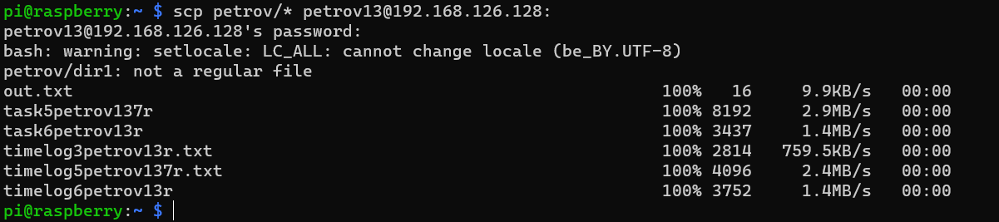 pi@raspberry:~ $ scp petrov/* petrov13@192.168.126.128:
petrov13@192.168.126.128's password:
bash: warning: setlocale: LC_ALL: cannot change locale (be_BY.UTF-8)
petrov/dir1: not a regular file
out.txt 100% 16 9.9KB/s 00:00
task5petrov137r 100% 8192 2.9MB/s 00:00
task6petrov13r 100% 3437 1.4MB/s 00:00
timelog3petrov13r.txt 100% 2814 759.5KB/s 00:00
timelog5petrov137r.txt 100% 4096 2.4MB/s 00:00
timelog6petrov13r 100% 3752 1.4MB/s 00:00
pi@raspberry:~ $